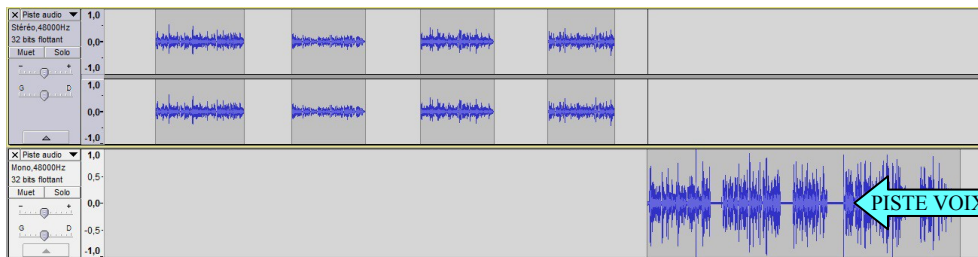 × Piste audio ▼
Stéréo,48000Hz
32 bits flottant
Muet Solo
- +
G D
1,0
0,0-
-1,0
1,0
0,0-
-1,0
× Piste audio ▼
Mono,48000Hz
32 bits flottant
Muet Solo
- +
G D
1,0
0,5-
0,0-
-0,5-
-1,0
PISTE VOIX